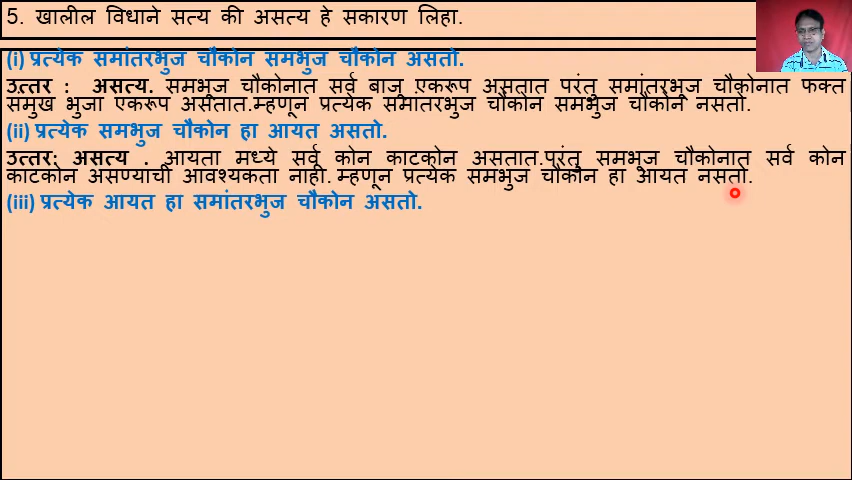 5. खालील विधाने सत्य की असत्य हे सकारण लिहा.
(i) प्रत्येक समांतरभुज चौकोन समभुज चौकोन असतो.
उत्तर : असत्य. समभुज चौकोनात सर्व बाजू एकरूप असतात परंतु समांतरभुज चौकोनात फक्त
समुख भुजा एकरूप असतात.म्हणून प्रत्येक समांतरभुज चौकोन समभुज चौकोन नसतो.
(ii) प्रत्येक समभुज चौकोन हा आयत असतो.
उत्तर: असत्य . आयता मध्ये सर्व कोन काटकोन असतात.परंतु समभुज चौकोनात सर्व कोन
काटकोन असण्याची आवश्यकता नाही. म्हणून प्रत्येक समभुज चौकोन हा आयत नसतो.
(iii) प्रत्येक आयत हा समांतरभुज चौकोन असतो.